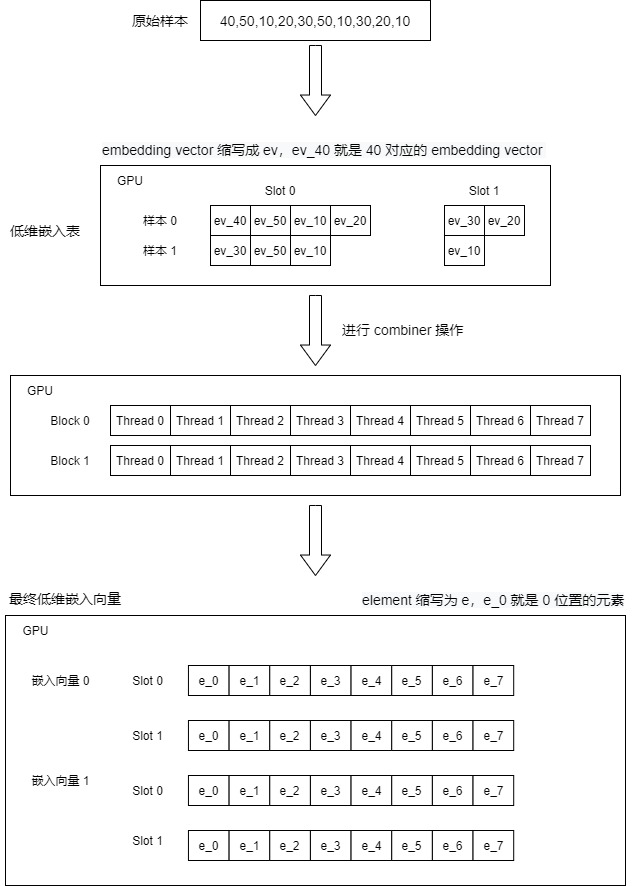 原始样本 40,50,10,20,30,50,10,30,20,10
embedding vector 缩写成 ev，ev_40 就是 40 对应的 embedding vector
GPU
Slot 0 Slot 1
样本 0 ev_40 ev_50 ev_10 ev_20 ev_30 ev_20
低维嵌入表
样本 1 ev_30 ev_50 ev_10 ev_10
进行 combiner 操作
GPU
Block 0 Thread 0 Thread 1 Thread 2 Thread 3 Thread 4 Thread 5 Thread 6 Thread 7
Block 1 Thread 0 Thread 1 Thread 2 Thread 3 Thread 4 Thread 5 Thread 6 Thread 7
最终低维嵌入向量 element 缩写为 e，e_0 就是 0 位置的元素
GPU
嵌入向量 0 Slot 0 e_0 e_1 e_2 e_3 e_4 e_5 e_6 e_7
Slot 1 e_0 e_1 e_2 e_3 e_4 e_5 e_6 e_7
嵌入向量 1 Slot 0 e_0 e_1 e_2 e_3 e_4 e_5 e_6 e_7
Slot 1 e_0 e_1 e_2 e_3 e_4 e_5 e_6 e_7